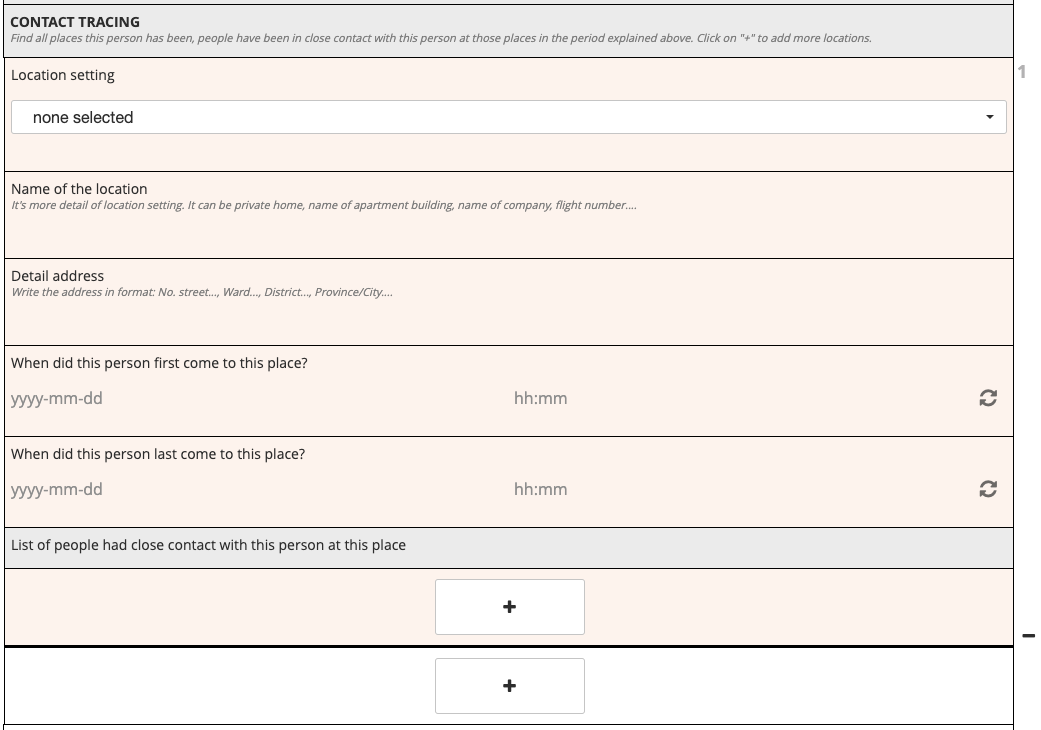 CONTACT TRACING
Find all places this person has been, people have been in close contact with this person at those places in the period explained above. Click on "+" to add more locations.
1
Location setting
none selected
Name of the location
It's more detail of location setting. It can be private home, name of apartment building, name of company, flight number....
Detail address
Write the address in format: No. street..., Ward..., District..., Province/City....
When did this person first come to this place?
yyyy-mm-dd hh:mm
When did this person last come to this place?
yyyy-mm-dd hh:mm
List of people had close contact with this person at this place
+
+